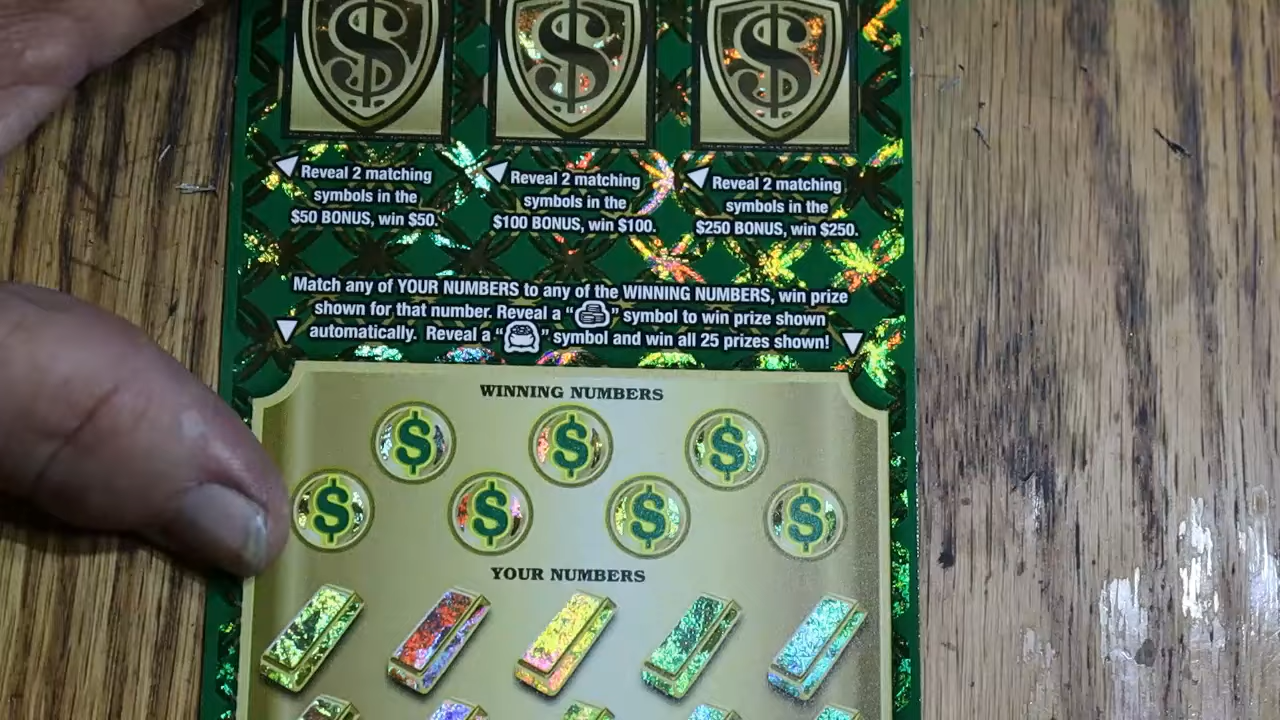 Reveal 2 matching
symbols in the
$50 BONUS, win $50.
Reveal 2 matching
symbols in the
$100 BONUS, win $100.
Reveal 2 matching
symbols in the
$250 BONUS, win $250.
Match any of YOUR NUMBERS to any of the WINNING NUMBERS, win prize
shown for that number. Reveal a “ ” symbol to win prize shown
automatically. Reveal a “ ” symbol and win all 25 prizes shown!
WINNING NUMBERS
YOUR NUMBERS